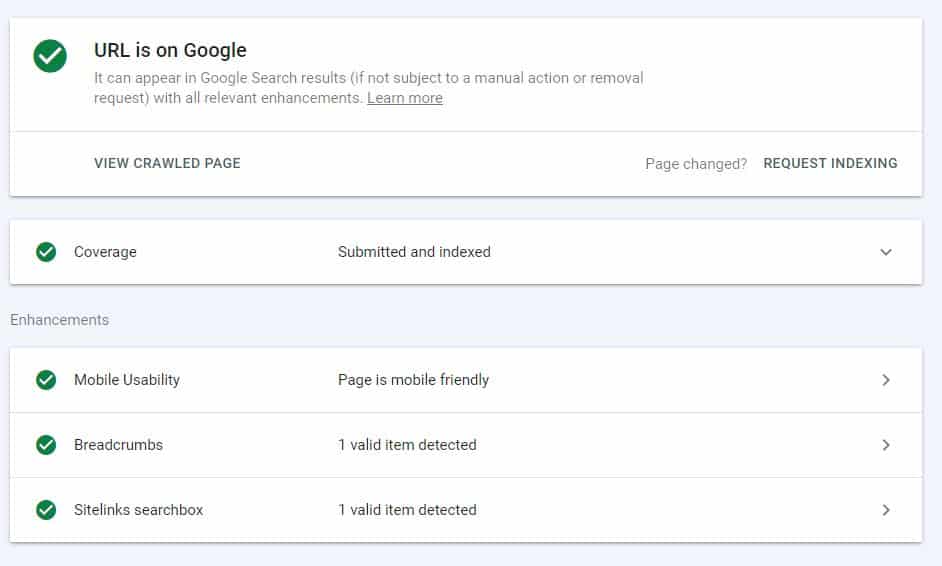 URL is on Google
It can appear in Google Search results (if not subject to a manual action or removal
request) with all relevant enhancements. Learn more
VIEW CRAWLED PAGE
Page changed? REQUEST INDEXING
Coverage Submitted and indexed
Enhancements
Mobile Usability Page is mobile friendly
Breadcrumbs 1 valid item detected
Sitelinks searchbox 1 valid item detected